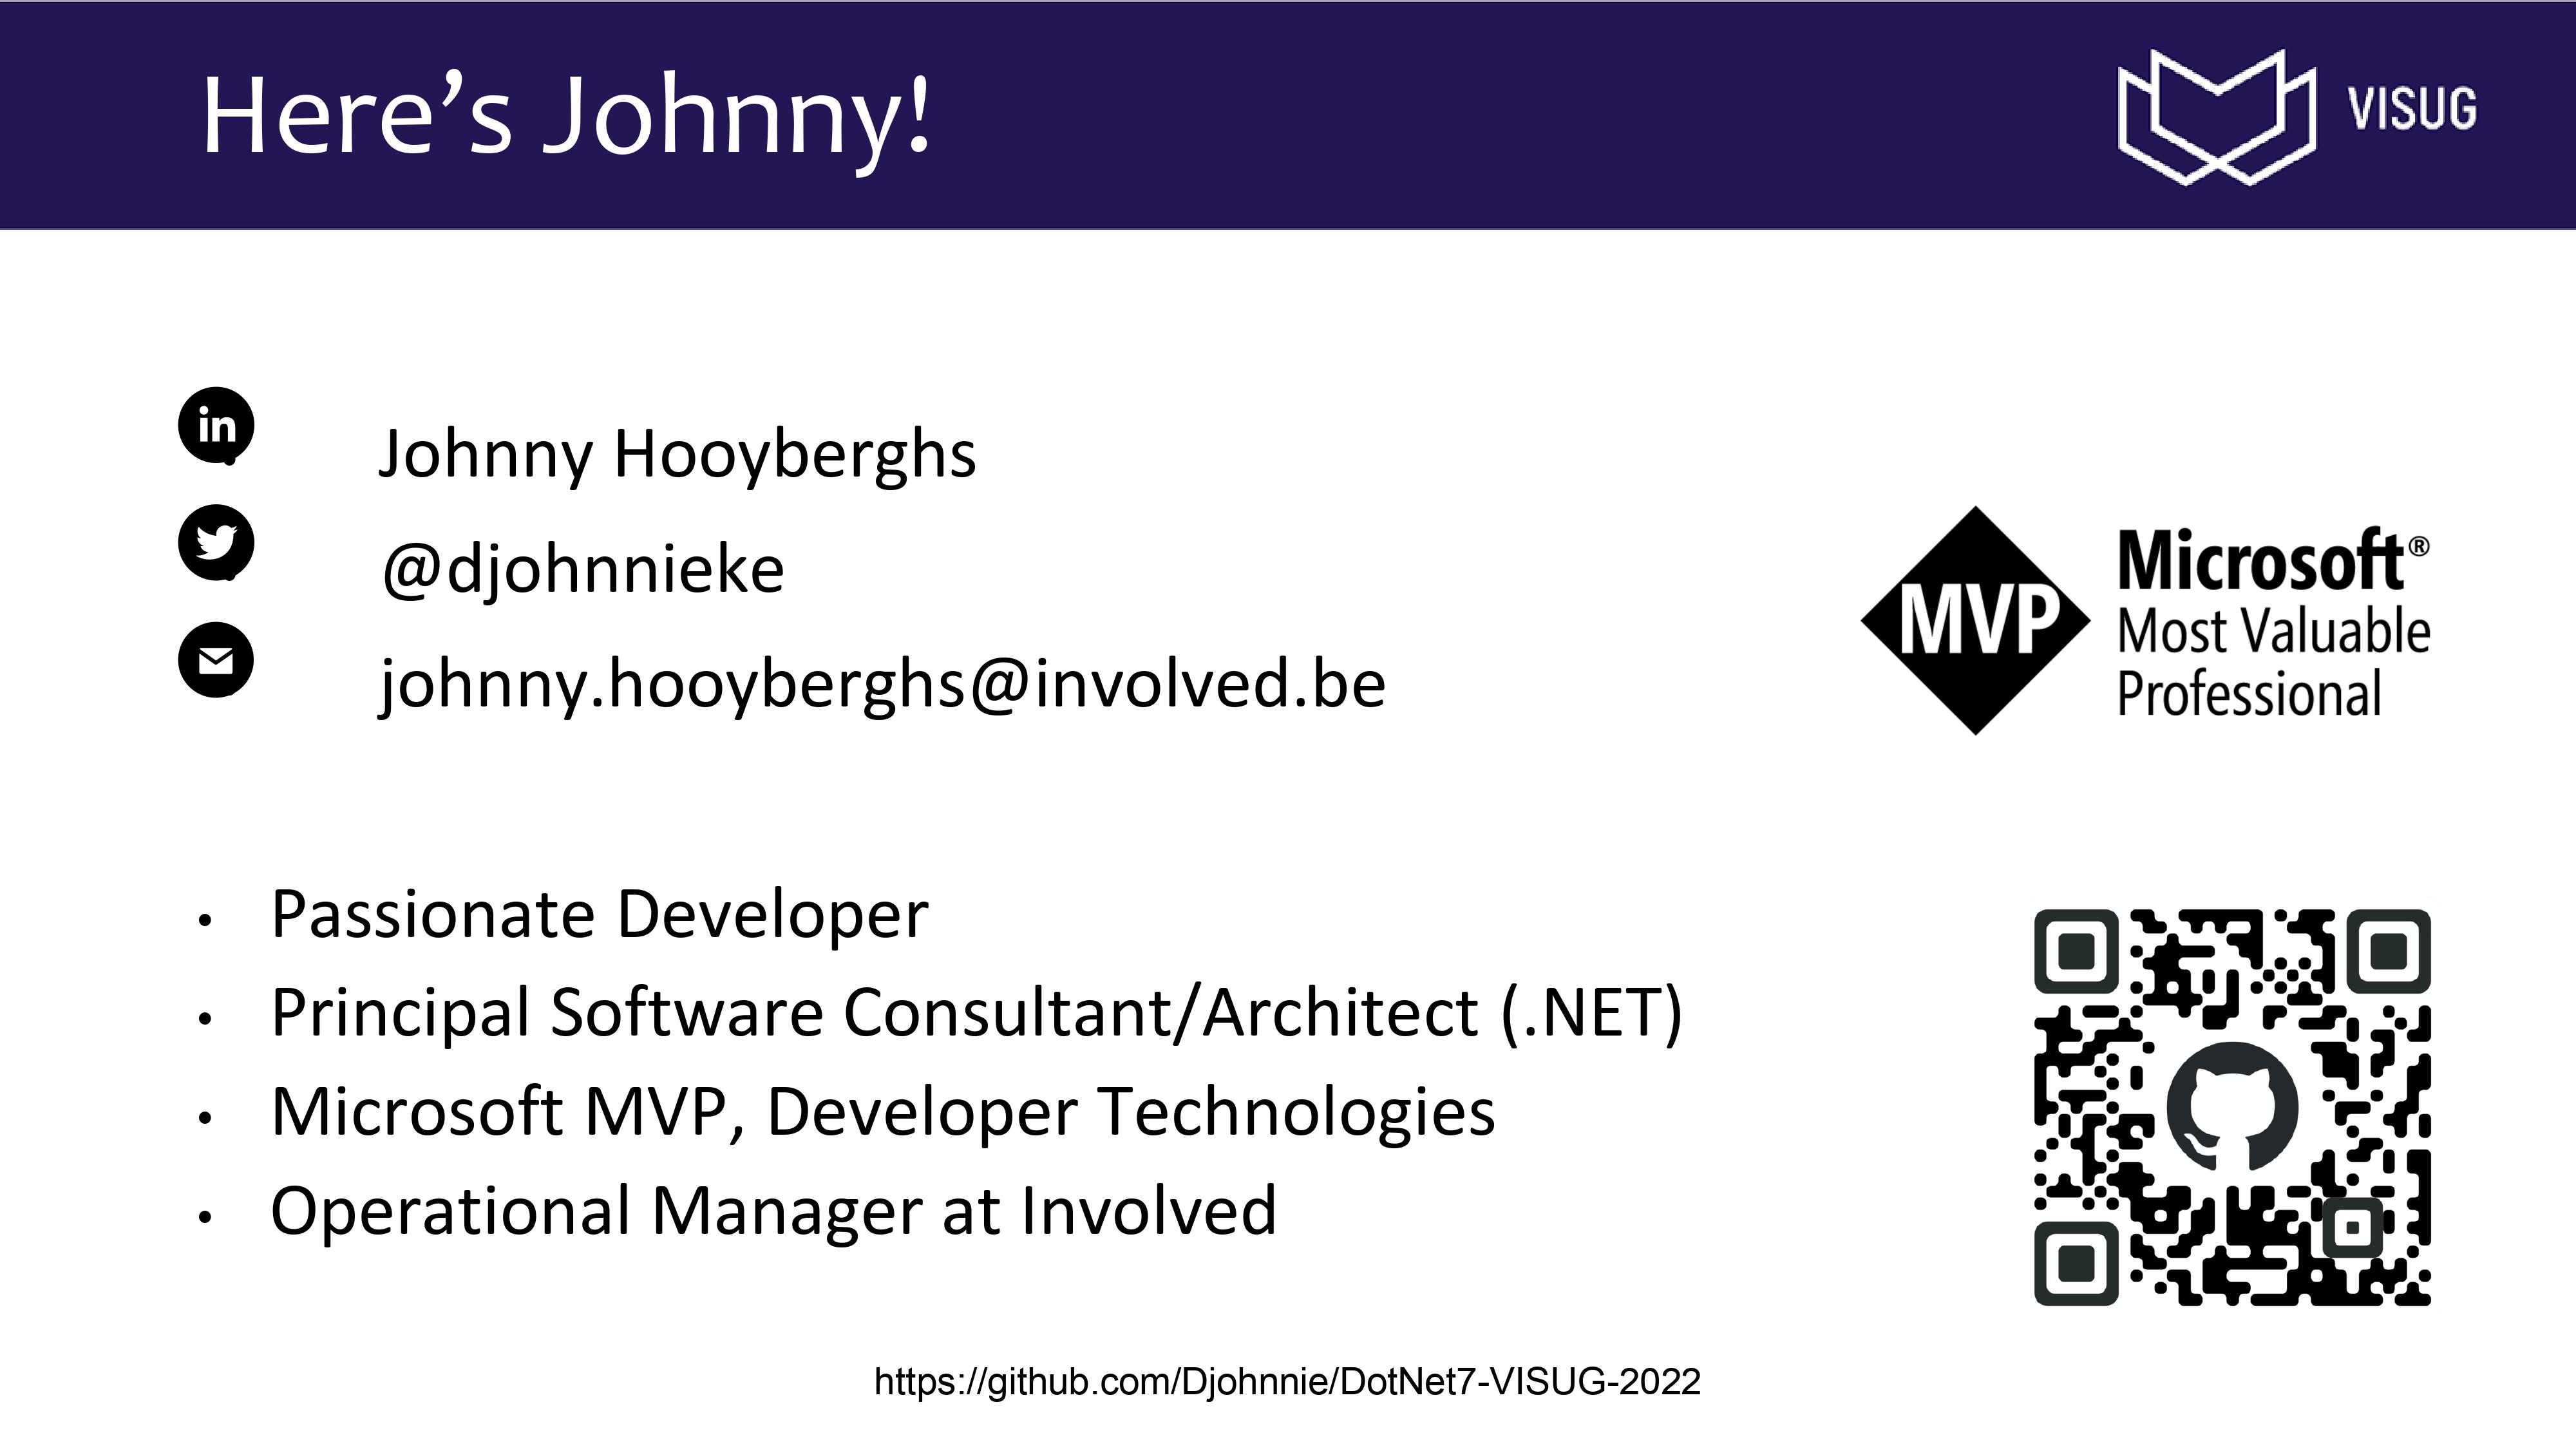 Here’s Johnny!
VISUG
in
Johnny Hooyberghs
@djohnnieke
johnny.hooyberghs@involved.be
MVP
Microsoft®
Most Valuable
Professional
• Passionate Developer
• Principal Software Consultant/Architect (.NET)
• Microsoft MVP, Developer Technologies
• Operational Manager at Involved
https://github.com/Djohnnie/DotNet7-VISUG-2022